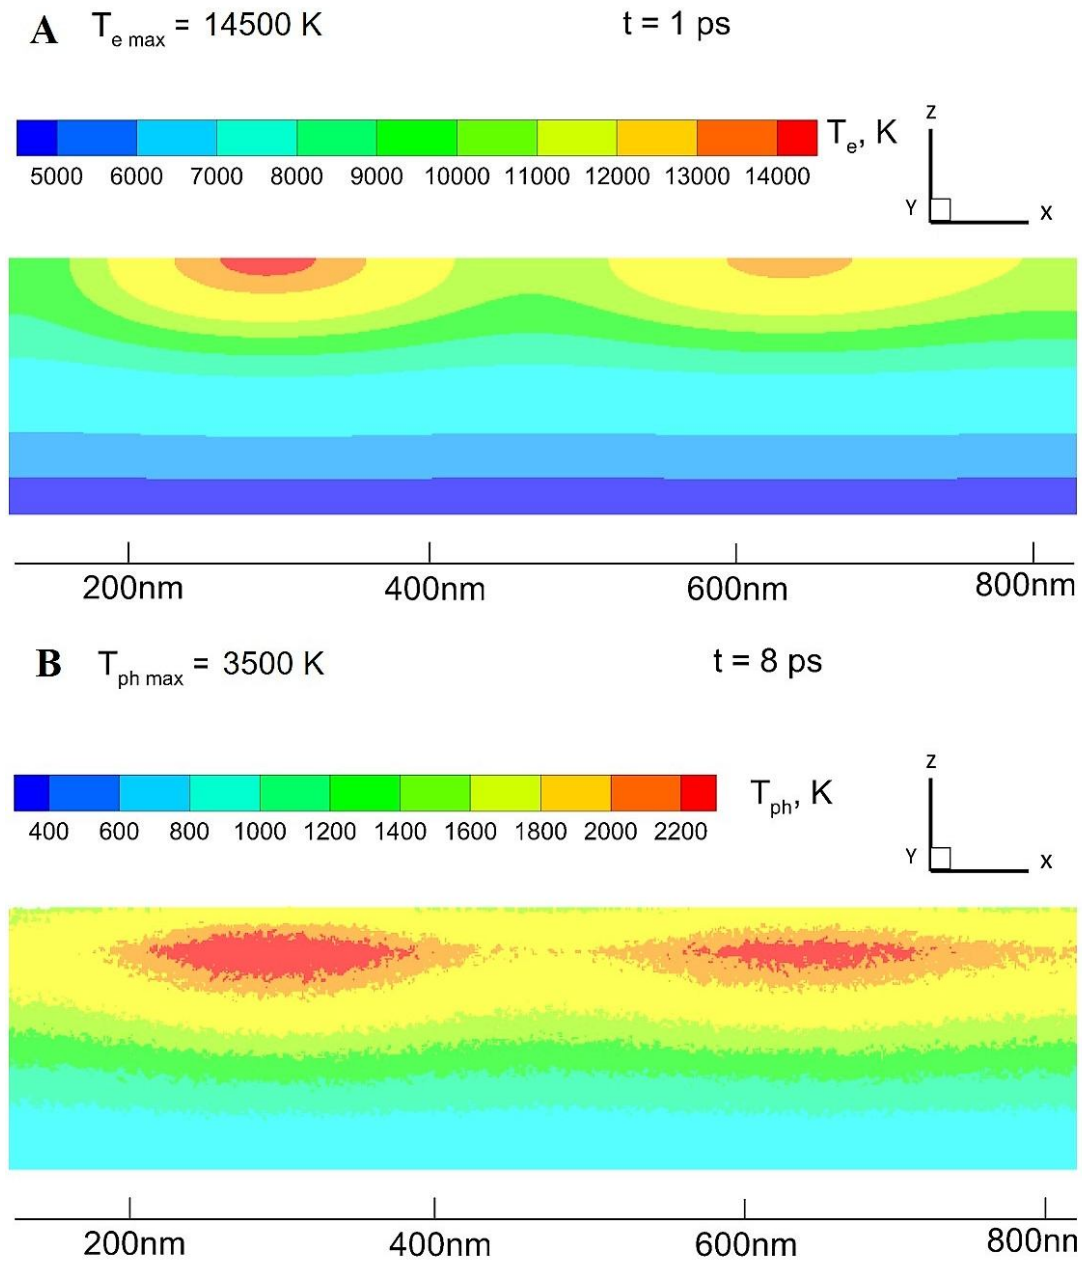 A T_e max = 14500 K t = 1 ps
T_e, K
5000 6000 7000 8000 9000 10000 11000 12000 13000 14000
Z
Y
X
200nm 400nm 600nm 800nm
B T_ph max = 3500 K t = 8 ps
T_ph, K
400 600 800 1000 1200 1400 1600 1800 2000 2200
Z
Y
X
200nm 400nm 600nm 800nm